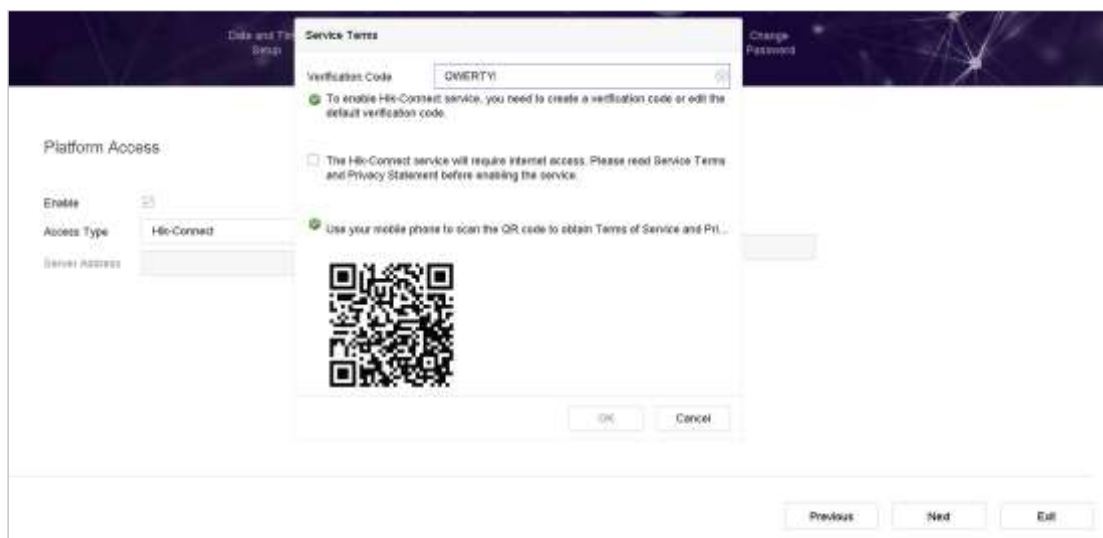 Date and Tim
Setup
Service Terms
Change
Password
Verification Code
QWERTY!
To enable Hik-Connect service, you need to create a verification code or edit the
default verification code.
Platform Access
The Hik-Connect service will require internet access. Please read Service Terms
and Privacy Statement before enabling the service.
Enable
Access Type
Hik-Connect
Use your mobile phone to scan the QR code to obtain Terms of Service and Pri...
Server Address
OK
Cancel
Previous
Next
Exit